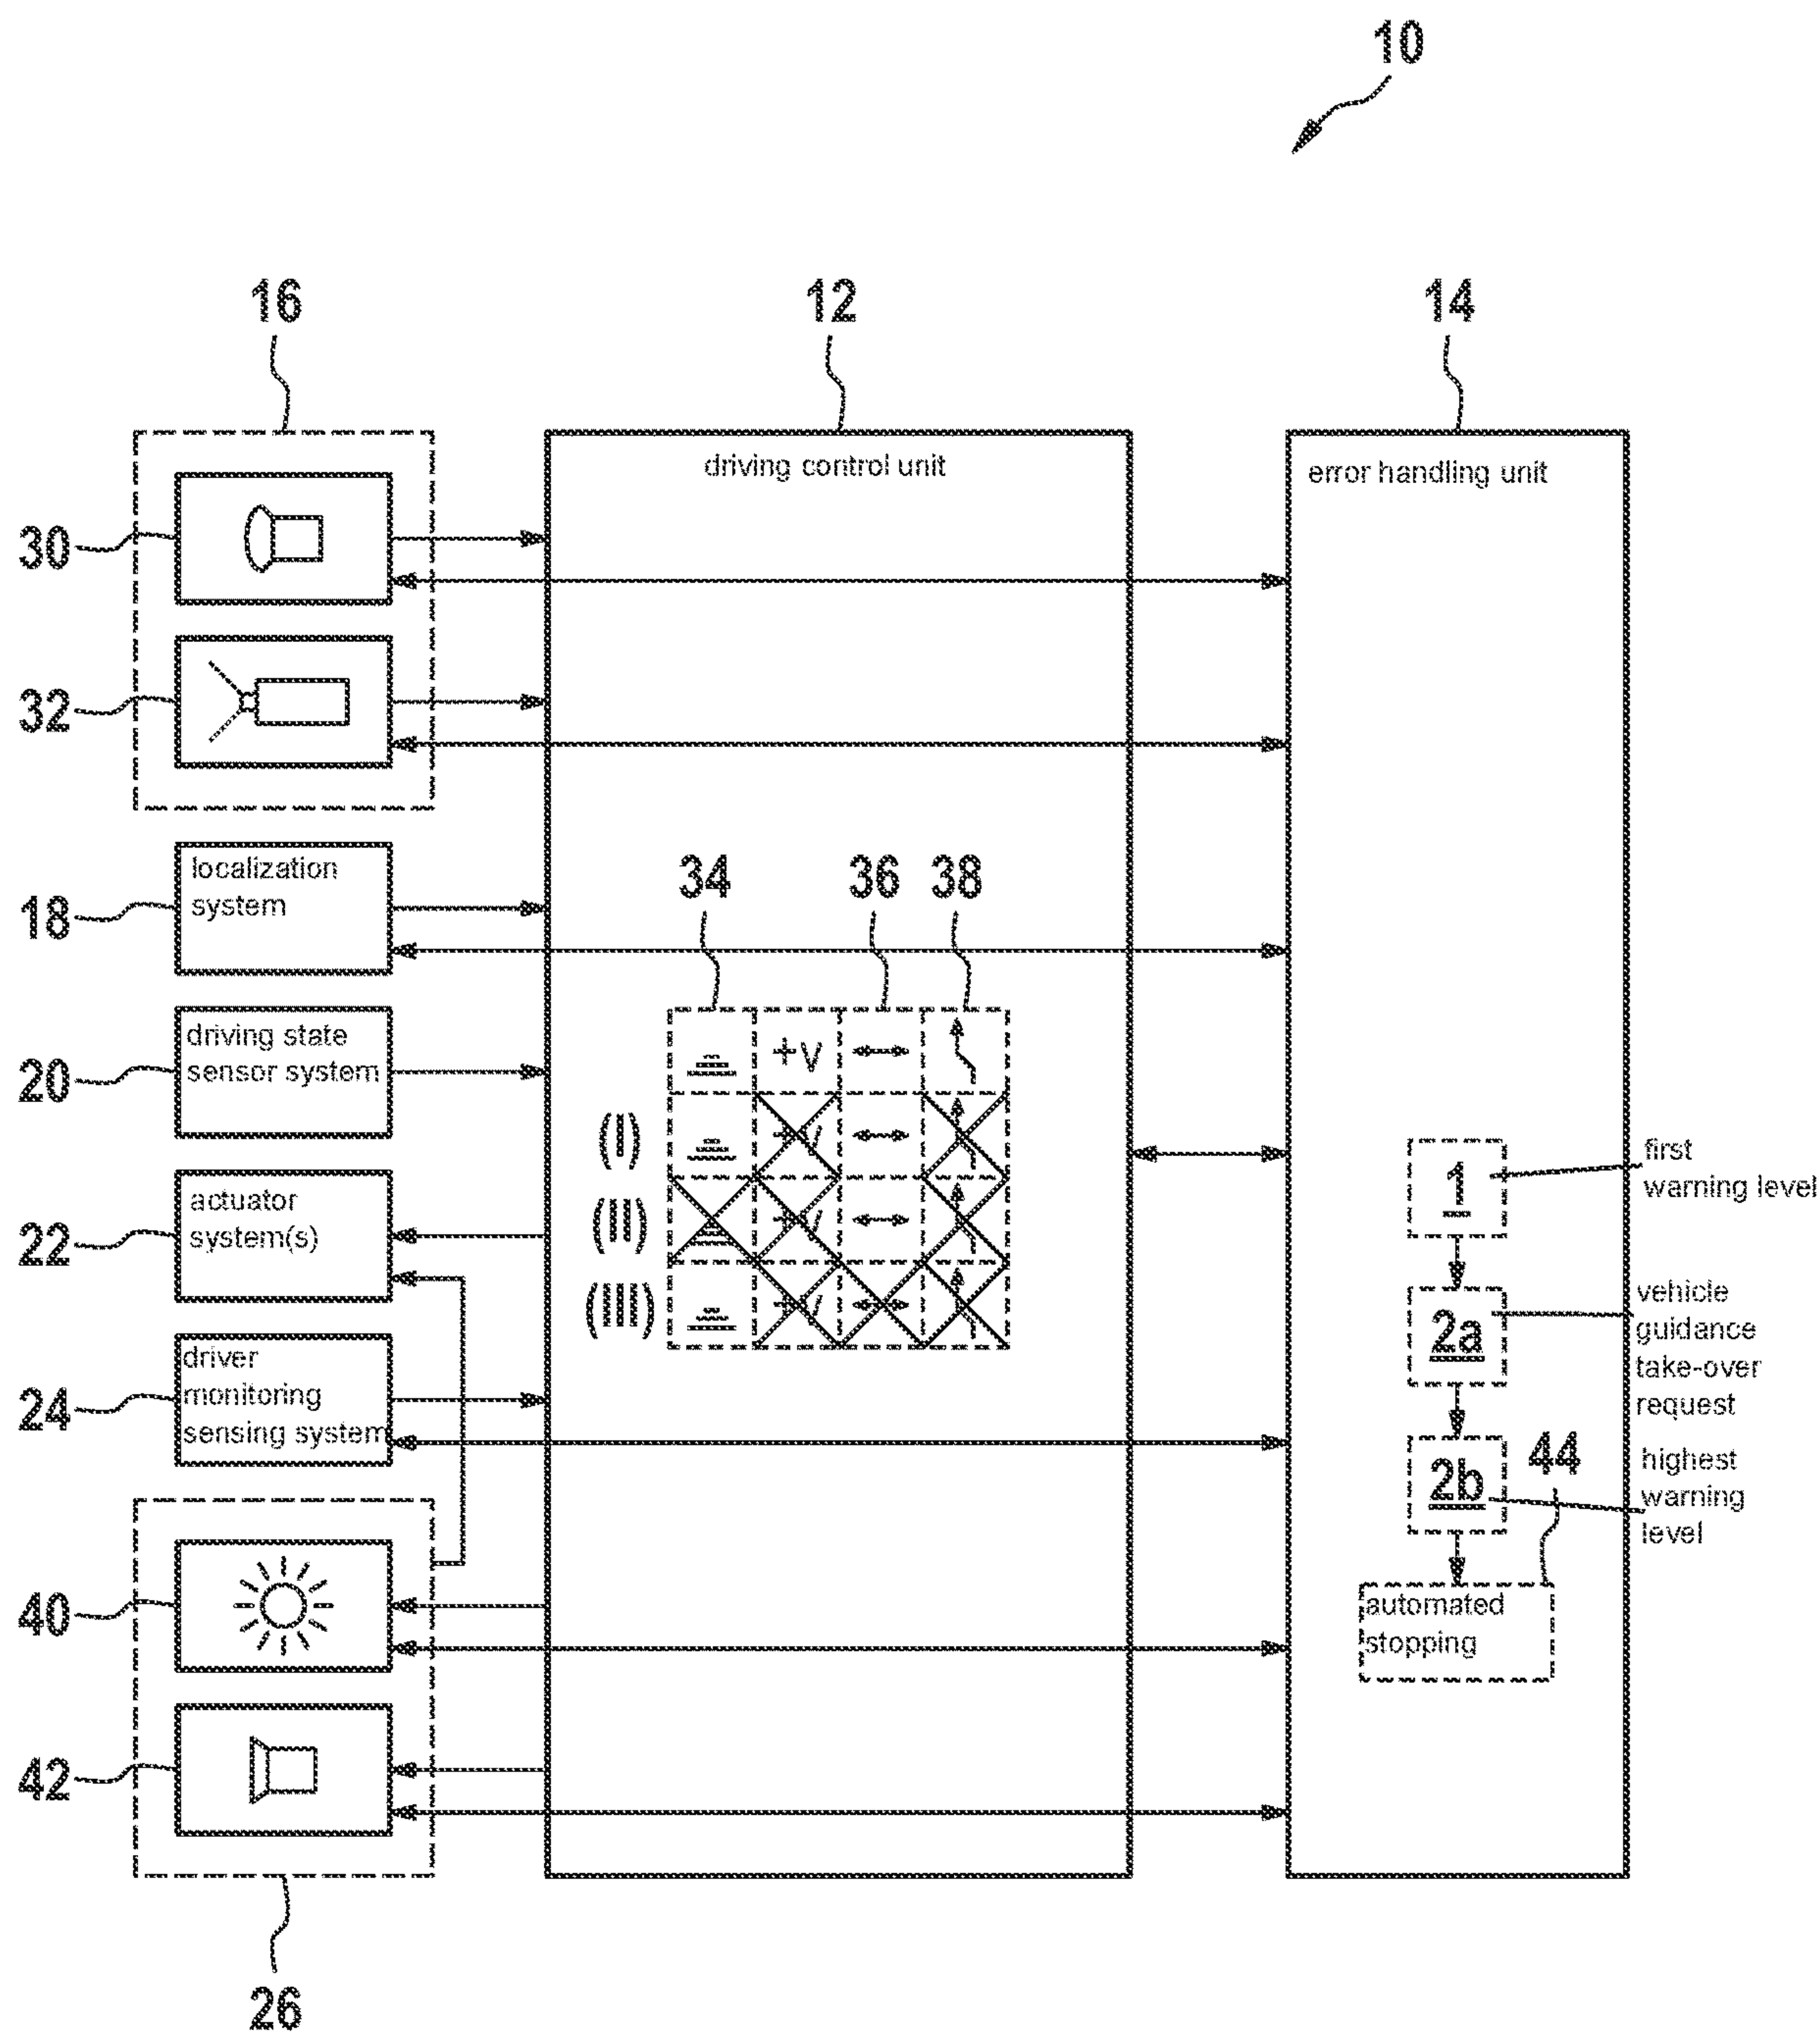 10
16
12
14
driving control unit
error handling unit
30
32
localization
system
18
34
36
38
driving state
sensor system
20
+v
(I)
+v
first
warning level
1
actuator
system(s)
22
(II)
+v
vehicle
guidance
take-over
request
2a
(III)
+v
driver
monitoring
sensing system
24
44
highest
warning
level
2b
40
automated
stopping
42
26